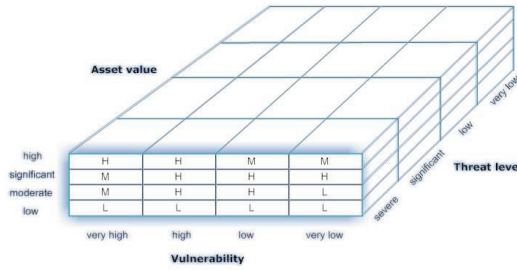 Asset value
high H H M M
significant M H H H
moderate M H H L
low L L L L
very high high low very low
Vulnerability
severe
significant
low
very low
Threat level